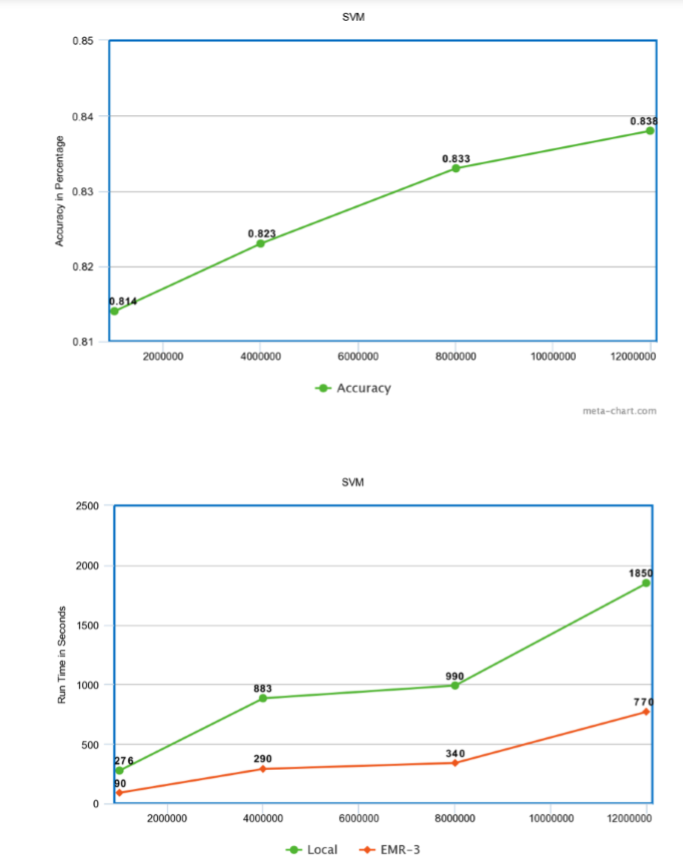 SVM
0.85
0.84
0.83
0.82
0.81
Accuracy in Percentage
0.814
0.823
0.833
0.838
2000000 4000000 6000000 8000000 10000000 12000000
Accuracy
meta-chart.com
SVM
2500
2000
1500
1000
500
0
Run Time in Seconds
276
883
990
1850
90
290
340
770
2000000 4000000 6000000 8000000 10000000 12000000
Local EMR-3